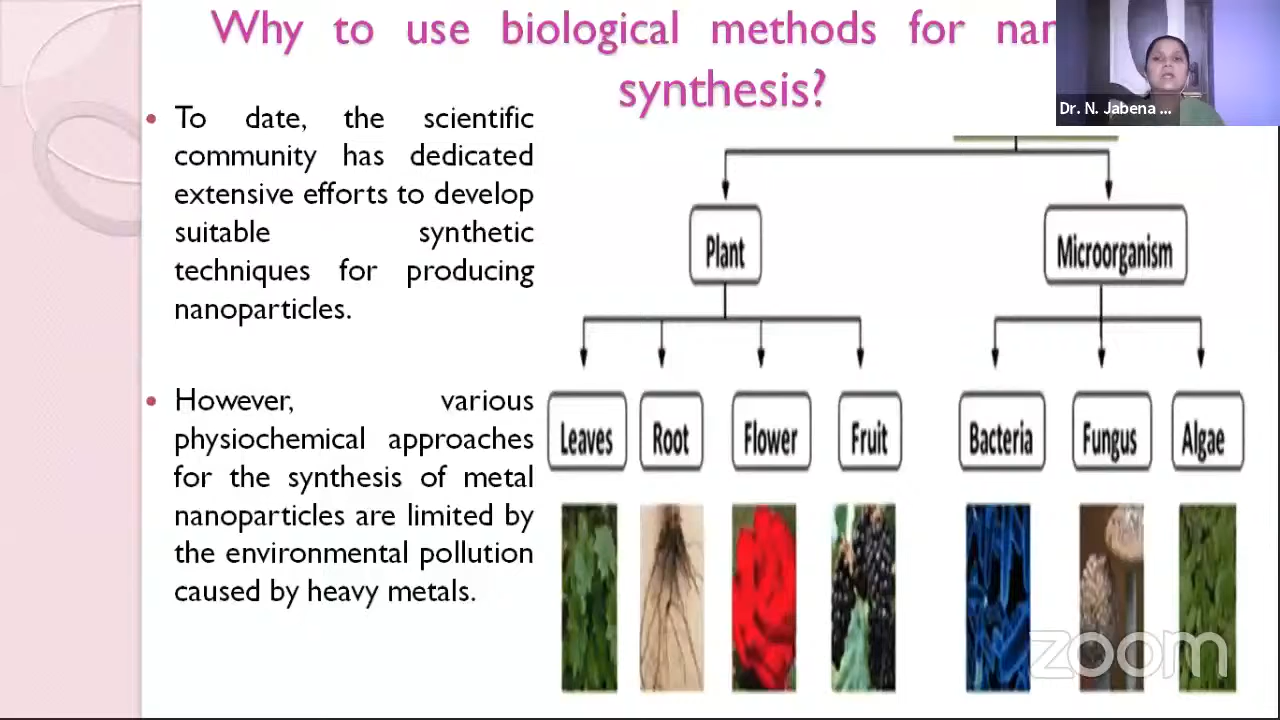 Why to use biological methods for nan
synthesis?
Dr. N. Jabena ...
• To date, the scientific
community has dedicated
extensive efforts to develop
suitable synthetic
techniques for producing
nanoparticles.
• However, various
physiochemical approaches
for the synthesis of metal
nanoparticles are limited by
the environmental pollution
caused by heavy metals.
Plant
Microorganism
Leaves
Root
Flower
Fruit
Bacteria
Fungus
Algae
zoom